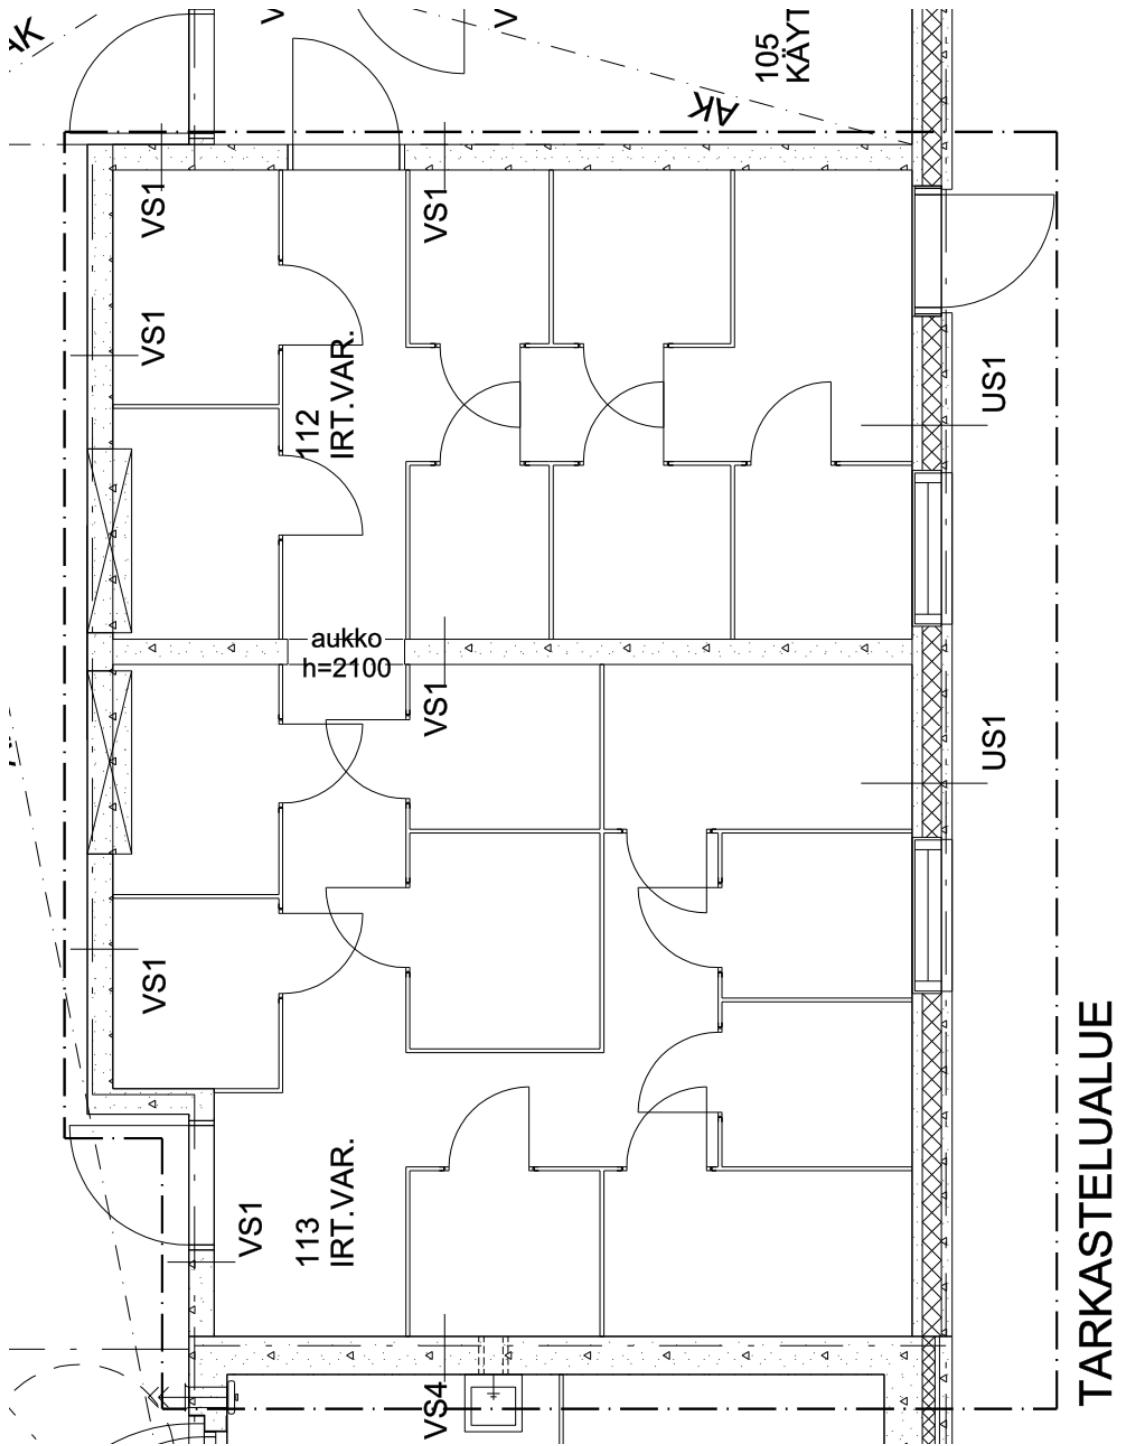 AK
V
V
105
KÄYT
AK
VS1
VS1
VS1
112
IRT.VAR.
US1
aukko
h=2100
VS1
US1
VS1
VS1
113
IRT.VAR.
VS4
TARKASTELUALUE